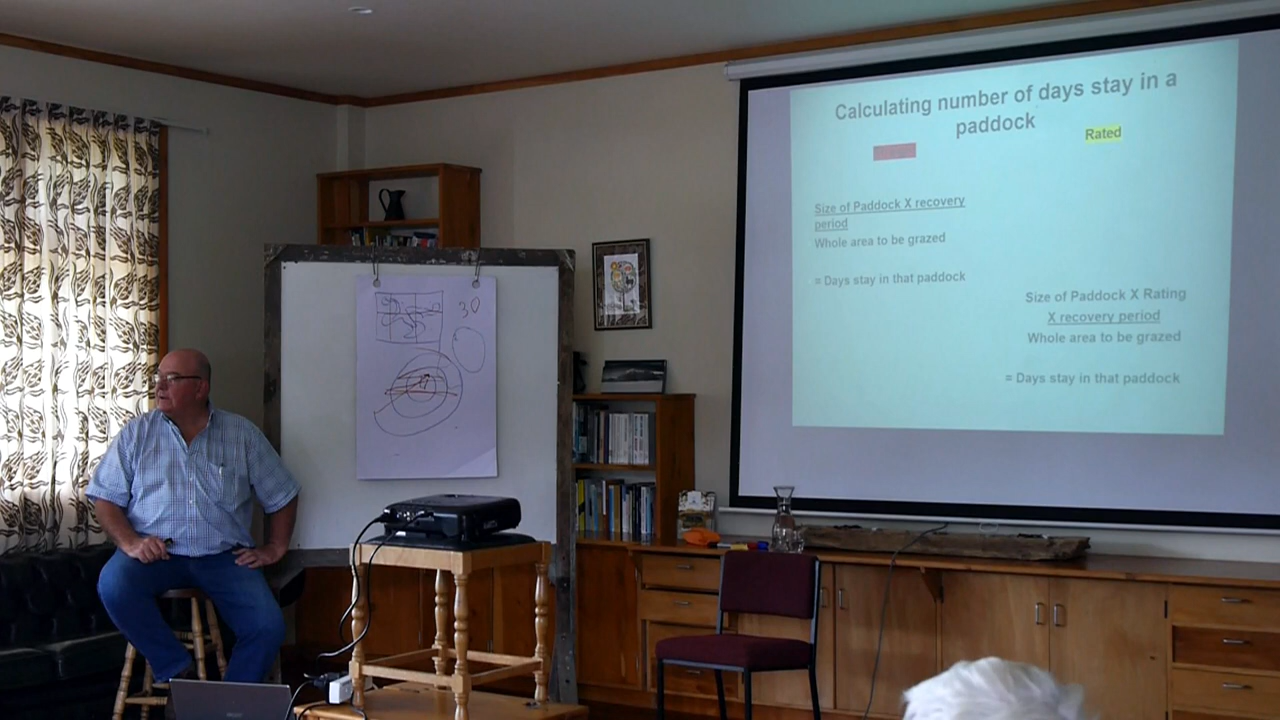 Calculating number of days stay in a
paddock
Rated
Size of Paddock X recovery
period
Whole area to be grazed
= Days stay in that paddock
Size of Paddock X Rating
X recovery period
Whole area to be grazed
= Days stay in that paddock
30